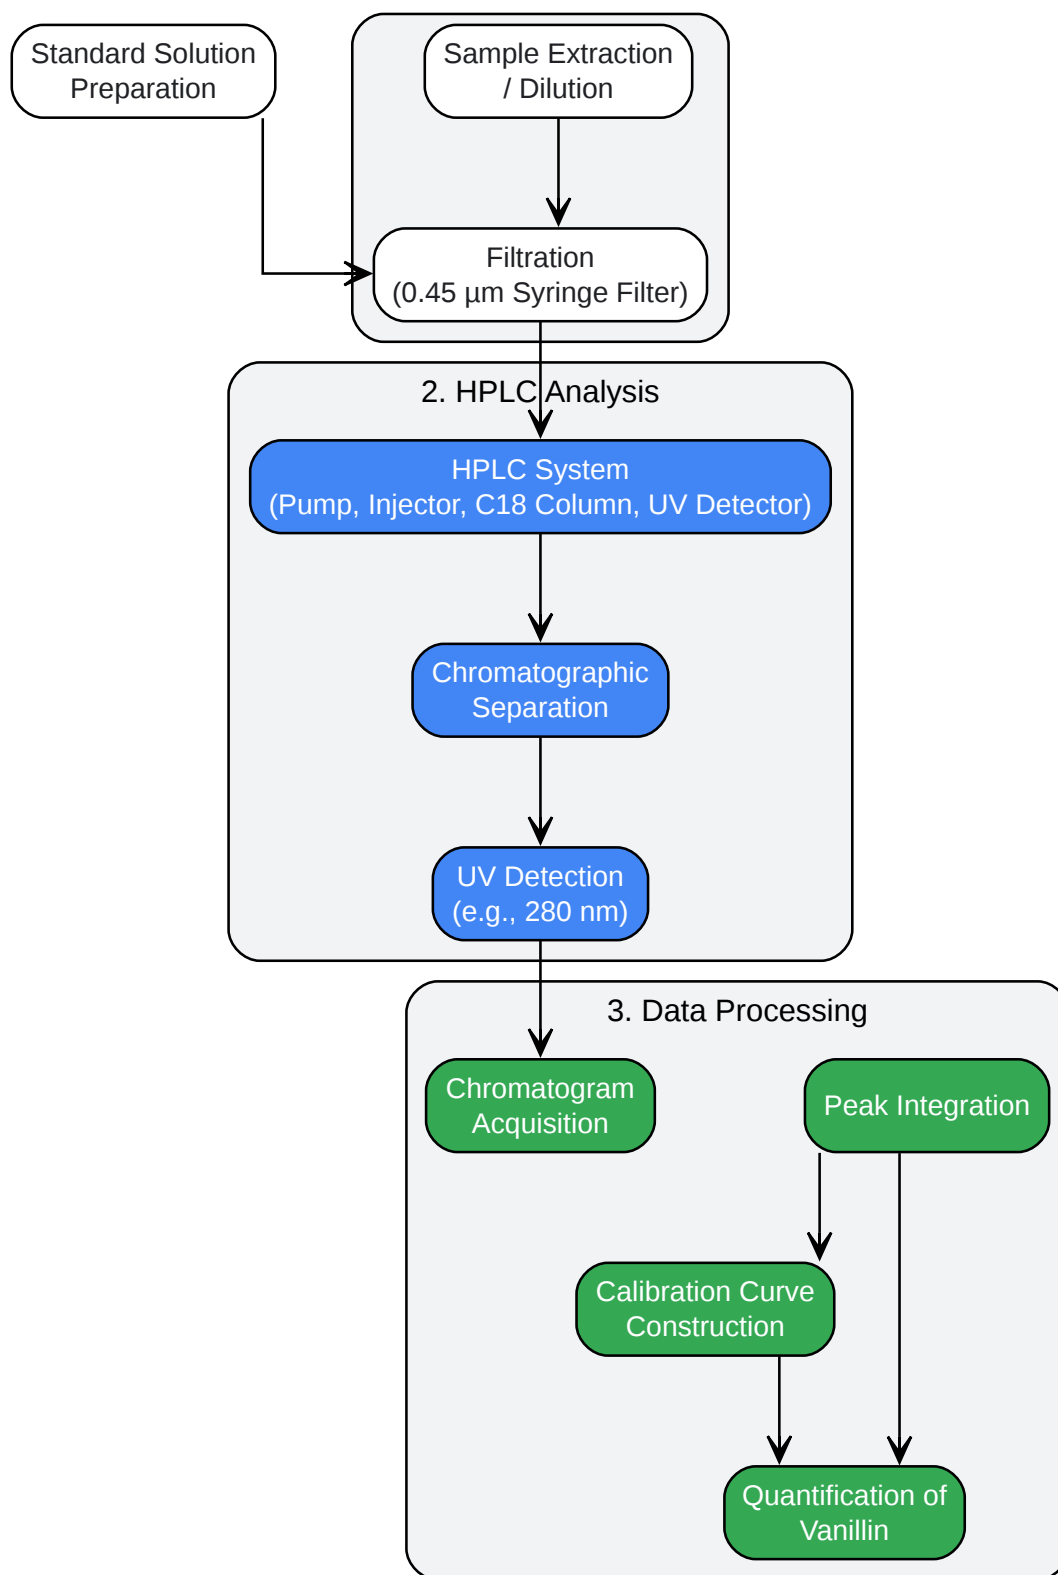 Standard Solution
Preparation
Sample Extraction
/ Dilution
Filtration
(0.45 µm Syringe Filter)
2. HPLC Analysis
HPLC System
(Pump, Injector, C18 Column, UV Detector)
Chromatographic
Separation
UV Detection
(e.g., 280 nm)
3. Data Processing
Chromatogram
Acquisition
Peak Integration
Calibration Curve
Construction
Quantification of
Vanillin